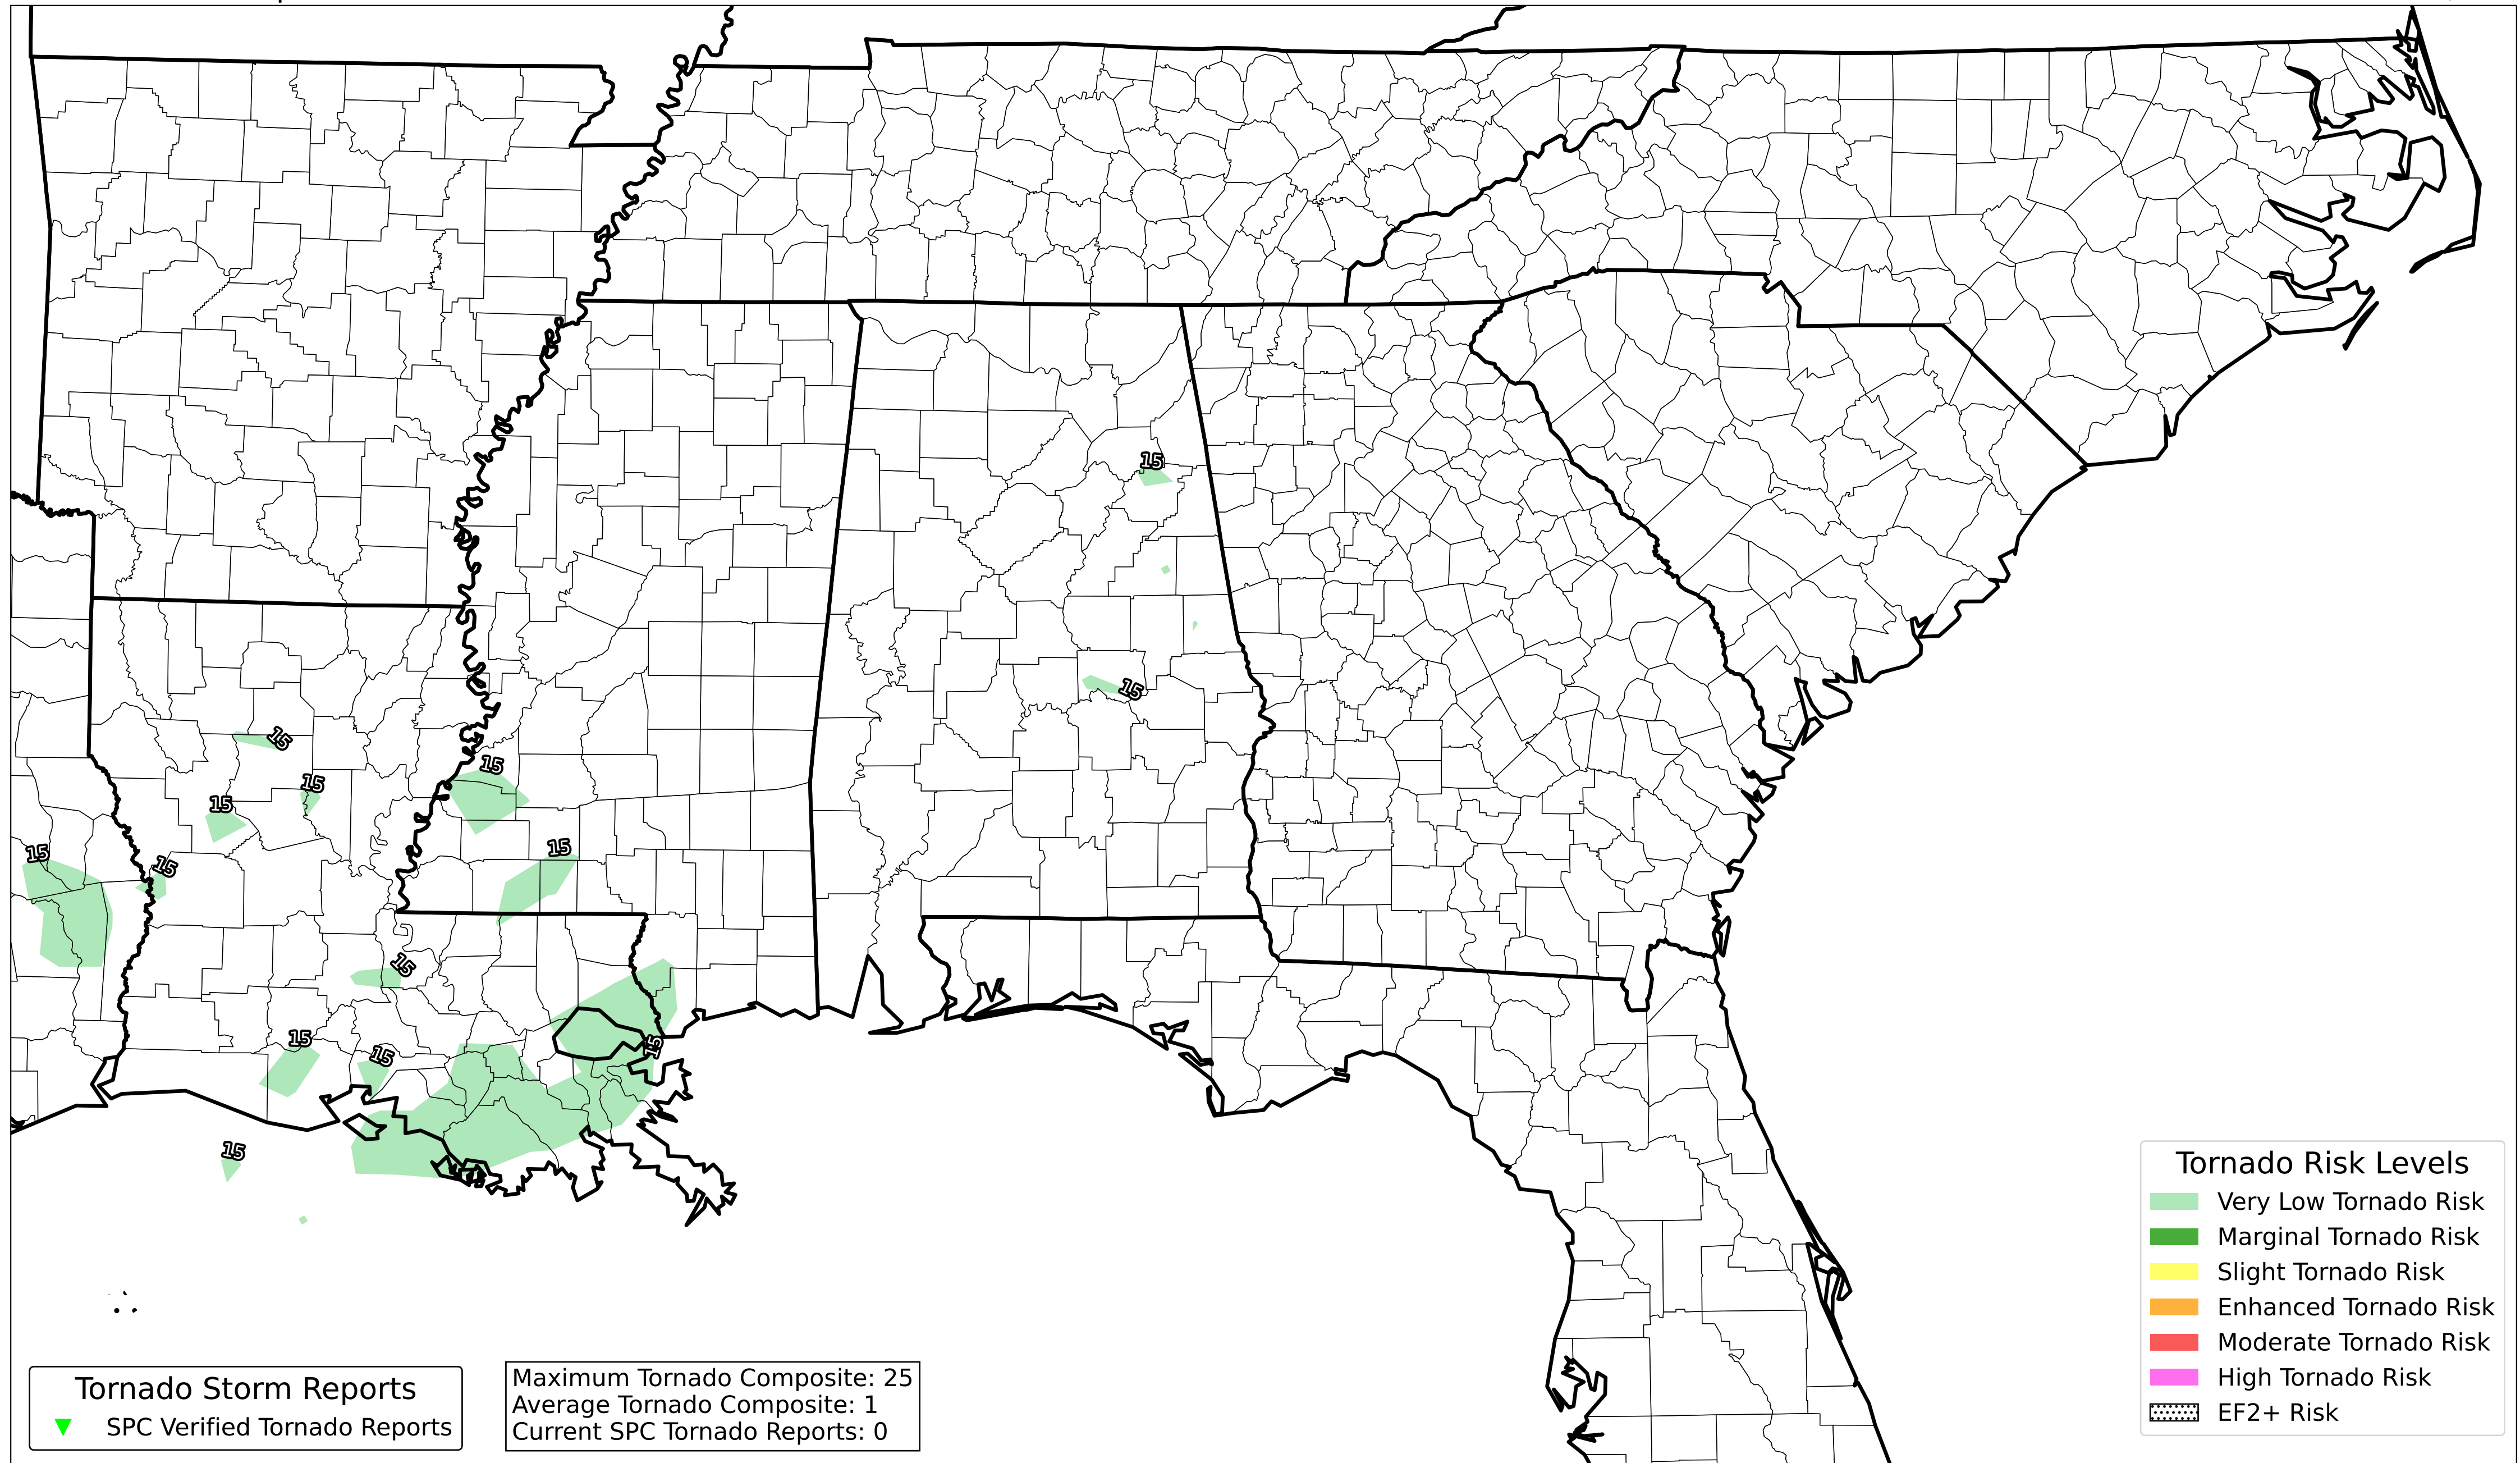 15
15
15
15
15
15
15
15
15
15
15
15
15
15
Tornado Risk Levels
Very Low Tornado Risk
Marginal Tornado Risk
Slight Tornado Risk
Enhanced Tornado Risk
Moderate Tornado Risk
High Tornado Risk
EF2+ Risk
Tornado Storm Reports
SPC Verified Tornado Reports
Maximum Tornado Composite: 25
Average Tornado Composite: 1
Current SPC Tornado Reports: 0